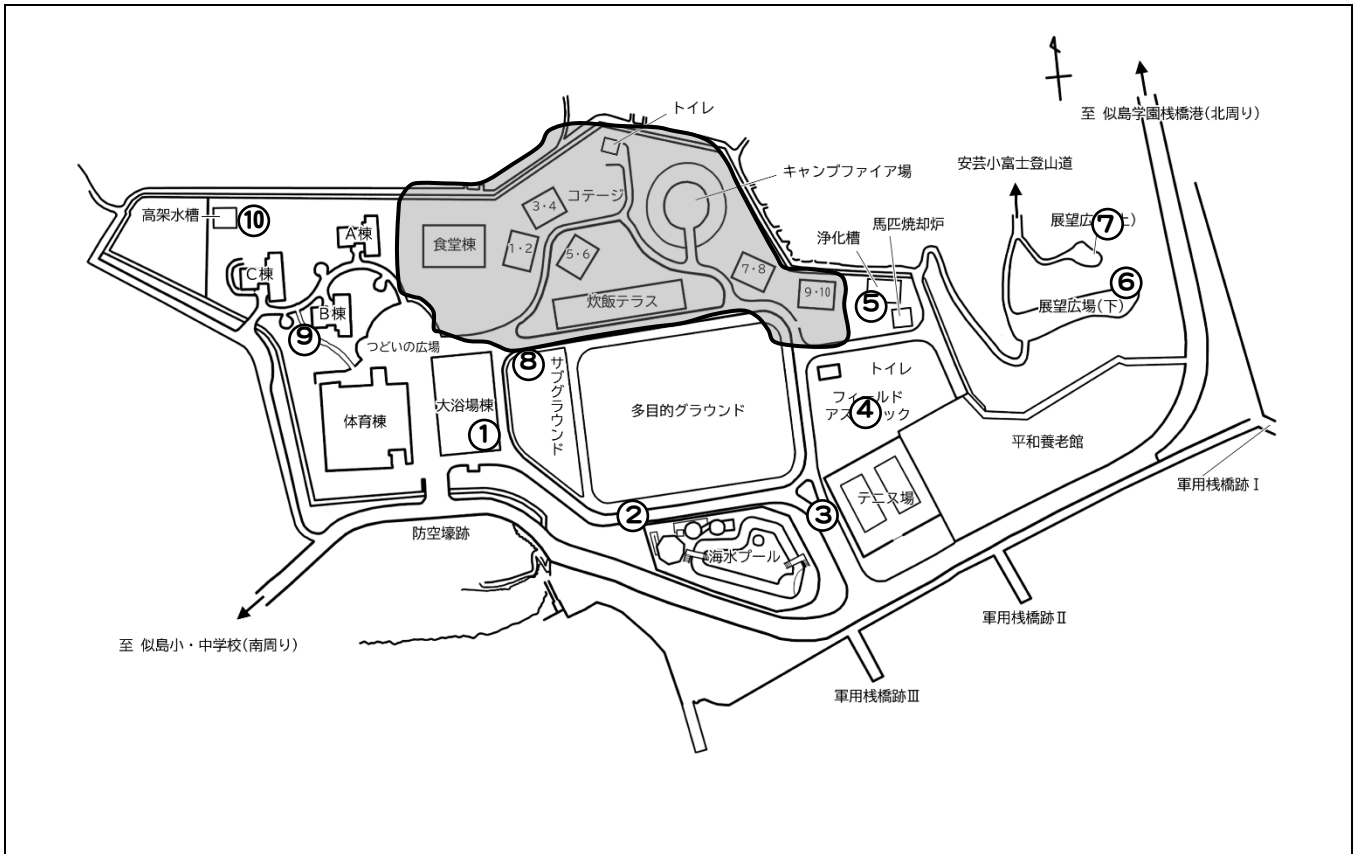 トイレ
至 似島学園桟橋港(北周り)
キャンプファイア場
安芸小富士登山道
コテージ
3・4
高架水槽
⑩
A棟
浄化槽
馬匹焼却炉
展望広
⑦
上)
食堂棟
1・2
5・6
C棟
7・8
⑥
9・10
⑤
炊飯テラス
展望広場(下)
B棟
⑨
つどいの広場
⑧
サブグラウンド
トイレ
フィールド
アス
④
ック
多目的グラウンド
大浴場棟
①
体育棟
平和養老館
軍用桟橋跡Ⅰ
テニス場
②
③
防空壕跡
海水プール
軍用桟橋跡Ⅱ
至 似島小・中学校(南周り)
軍用桟橋跡Ⅲ